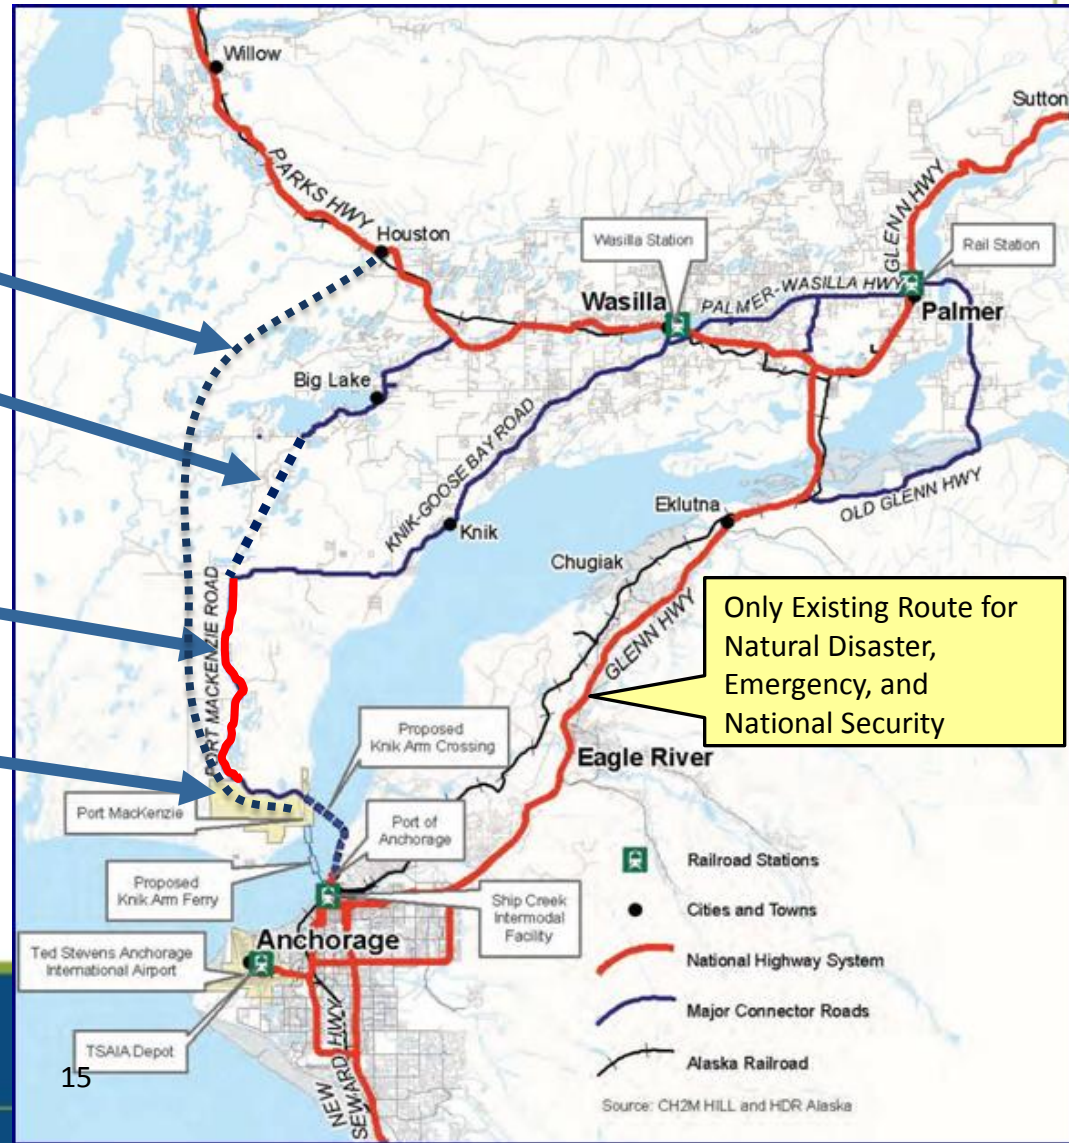 Willow
Sutton
PARKS HWY
GLENN HWY
Houston
Wasilla Station
Rail Station
Wasilla
PALMER-WASILLA HWY
Palmer
Big Lake
KNIK-GOOSE BAY ROAD
Knik
Eklutna
OLD GLENN HWY
Chugiak
PORT MACKENZIE ROAD
GLENN HWY
Only Existing Route for
Natural Disaster,
Emergency, and
National Security
Proposed
Knik Arm Crossing
Eagle River
Port MacKenzie
Port of
Anchorage
Proposed
Knik Arm Ferry
Ship Creek
Intermodal
Facility
Anchorage
Ted Stevens Anchorage
International Airport
TSAIA Depot
NEW
SEWARD HWY
Railroad Stations
Cities and Towns
National Highway System
Major Connector Roads
Alaska Railroad
Source: CH2M HILL and HDR Alaska
15